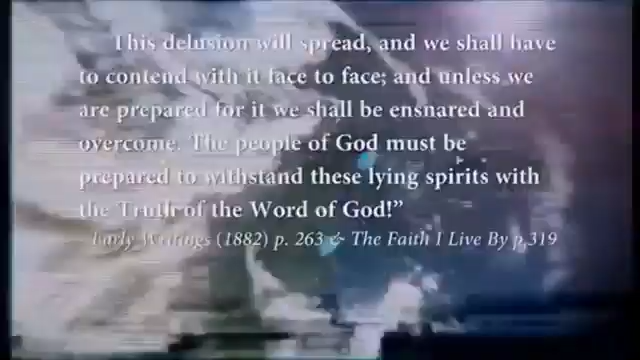 This delusion will spread, and we shall have
to contend with it face to face; and unless we
are prepared for it we shall be ensnared and
overcome. The people of God must be
prepared to withstand these lying spirits with
the Truth of the Word of God!”
Early Writings (1882) p. 263 & The Faith I Live By p.319